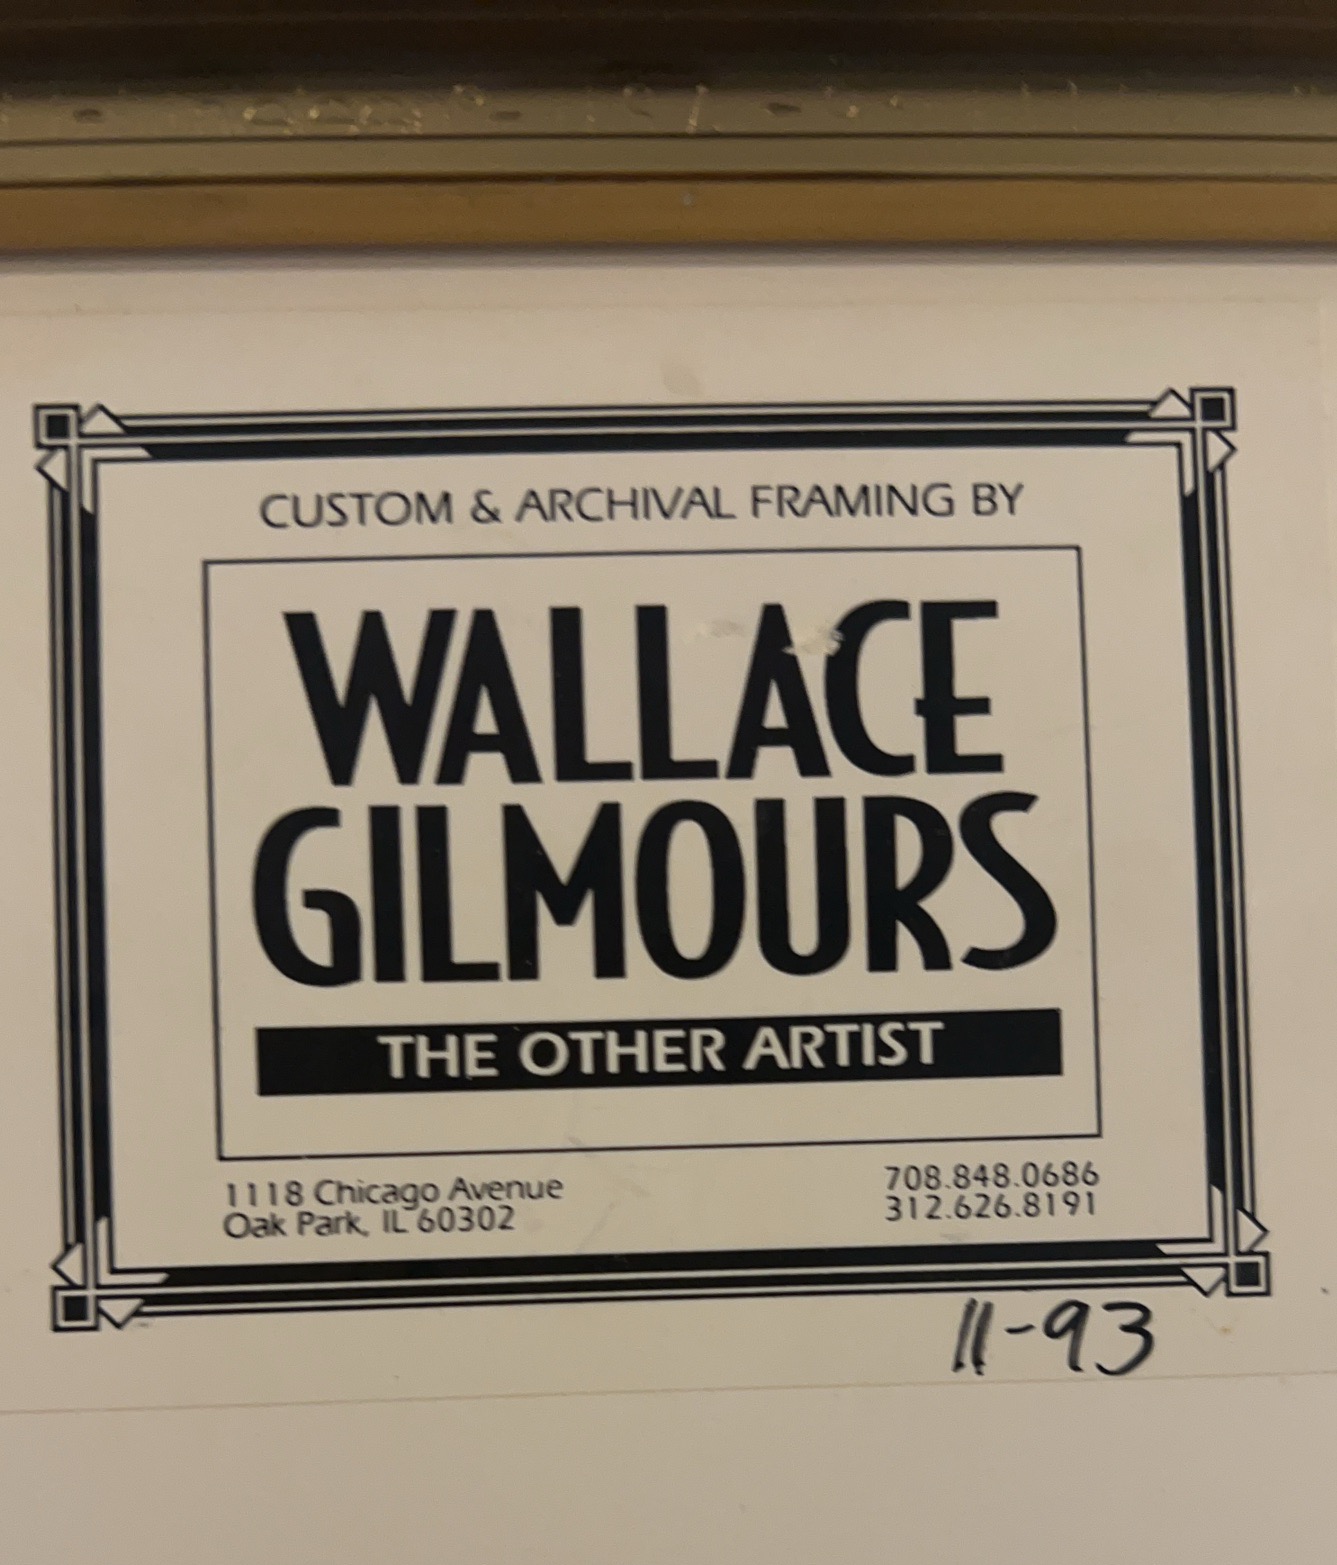 CUSTOM & ARCHIVAL FRAMING BY
WALLACE
GILMOURS
THE OTHER ARTIST
1118 Chicago Avenue
Oak Park, IL 60302
708.848.0686
312.626.8191
11-93